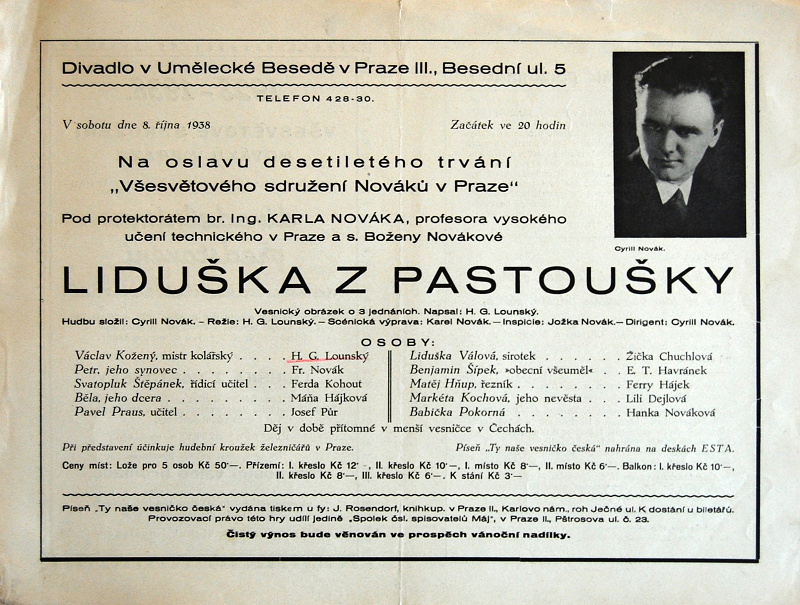 Divadlo v Umělecké Besedě v Praze III., Besední ul. 5
TELEFON 428-30.
V sobotu dne 8. října 1938 Začátek ve 20 hodin
Na oslavu desetiletého trvání
„Všesvětového sdružení Nováků v Praze"
Pod protektorátem br. Ing. KARLA NOVÁKA, profesora vysokého
učení technického v Praze a s. Boženy Novákové
Cyrill Novák.
LIDUŠKA Z PASTOUŠKY
Vesnický obrázek o 3 jednáních. Napsal: H. G. Lounský.
Hudbu složil: Cyrill Novák. – Režie: H. G. Lounský. – Scénická výprava: Karel Novák. – Inspicie: Jožka Novák. – Dirigent: Cyrill Novák.
OSOBY:
Václav Kožený, mistr kolářský . . . . H. G. Lounský
Petr, jeho synovec . . . . . . . . Fr. Novák
Svatopluk Štěpánek, řídicí učitel . . . Ferda Kohout
Běla, jeho dcera . . . . . . . . . Máňa Hájková
Pavel Praus, učitel . . . . . . . . Josef Půr
Liduška Válová, sirotek . . . . . . Žička Chuchlová
Benjamin Šípek, »obecní všeuměl« . . E. T. Havránek
Matěj Hňup, řezník . . . . . . . . Ferry Hájek
Markéta Kochová, jeho nevěsta . . . . Lili Dejlová
Babička Pokorná . . . . . . . . Hanka Nováková
Děj v době přítomné v menší vesničce v Čechách.
Při představení účinkuje hudební kroužek železničářů v Praze. Píseň „Ty naše vesničko česká" nahrána na deskách ESTA.
Ceny míst: Lože pro 5 osob Kč 50·—. Přízemí: I. křeslo Kč 12·–, II. křeslo Kč 10·—, I. místo Kč 8·—, II. místo Kč 6·—. Balkon: I. křeslo Kč 10·—,
II. křeslo Kč 8·—, III. křeslo Kč 6·—. K stání Kč 3·—
Píseň „Ty naše vesničko česká" vydána tiskem u fy: J. Rosendorf, knihkup. v Praze II., Karlovo nám., roh Ječné ul. K dostání u biletářů.
Provozovací právo této hry udílí jedině „Spolek čsl. spisovatelů Máj", v Praze II., Pštrosova ul. č. 23.
Čistý výnos bude věnován ve prospěch vánoční nadílky.